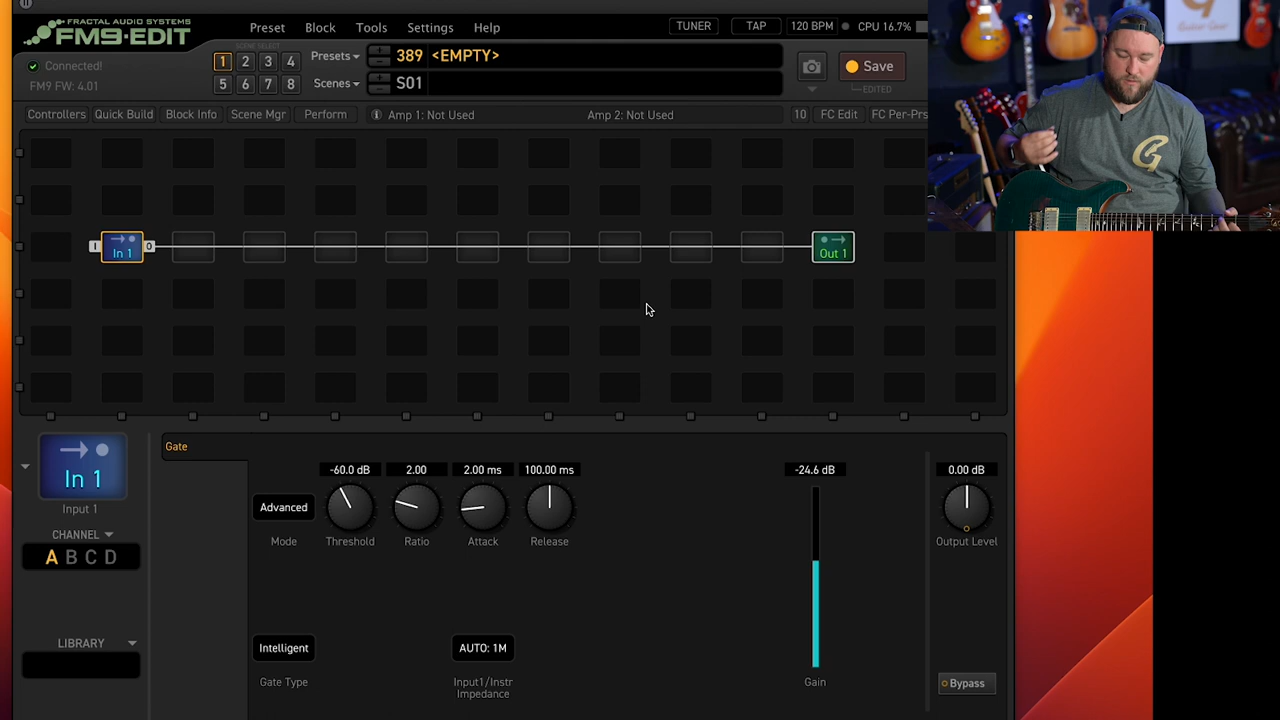 FRACTAL AUDIO SYSTEMS
FM9-EDIT
Preset Block Tools Settings Help
TUNER TAP 120 BPM CPU 16.7%
Connected!
FM9 FW: 4.01
SCENE SELECT
1 2 3 4
5 6 7 8
Presets 389 <EMPTY>
Scenes S01
Save
EDITED
Controllers Quick Build Block Info Scene Mgr Perform Amp 1: Not Used Amp 2: Not Used 10 FC Edit FC Per-Prs
I In 1 O
Out 1
In 1
Input 1
CHANNEL
A B C D
LIBRARY
Gate
-60.0 dB 2.00 2.00 ms 100.00 ms -24.6 dB 0.00 dB
Advanced
Mode Threshold Ratio Attack Release Output Level
Intelligent AUTO: 1M
Gate Type Input1/Instr Impedance Gain
Bypass
G
Guitar Gear